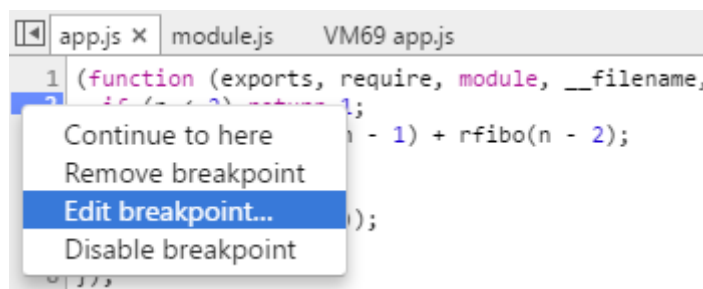 app.js × module.js VM69 app.js
1 (function (exports, require, module, __filename,
2 if (n < 2) return 1;
Continue to here
n - 1) + rfibo(n - 2);
Remove breakpoint
Edit breakpoint...
));
Disable breakpoint
6 });